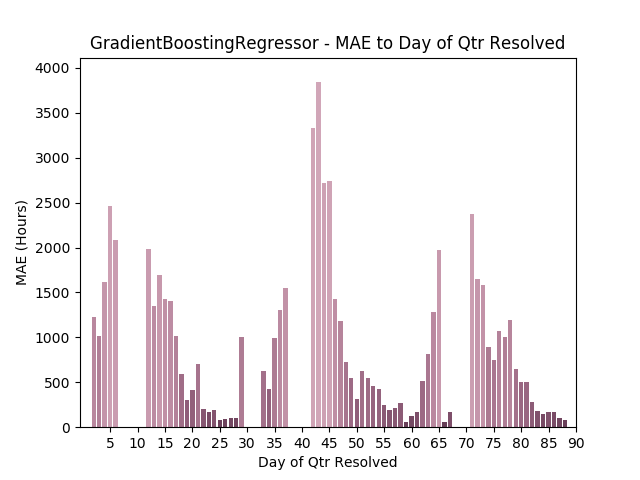 GradientBoostingRegressor - MAE to Day of Qtr Resolved
4000
3500
3000
2500
2000
1500
1000
500
0
MAE (Hours)
5 10 15 20 25 30 35 40 45 50 55 60 65 70 75 80 85 90
Day of Qtr Resolved